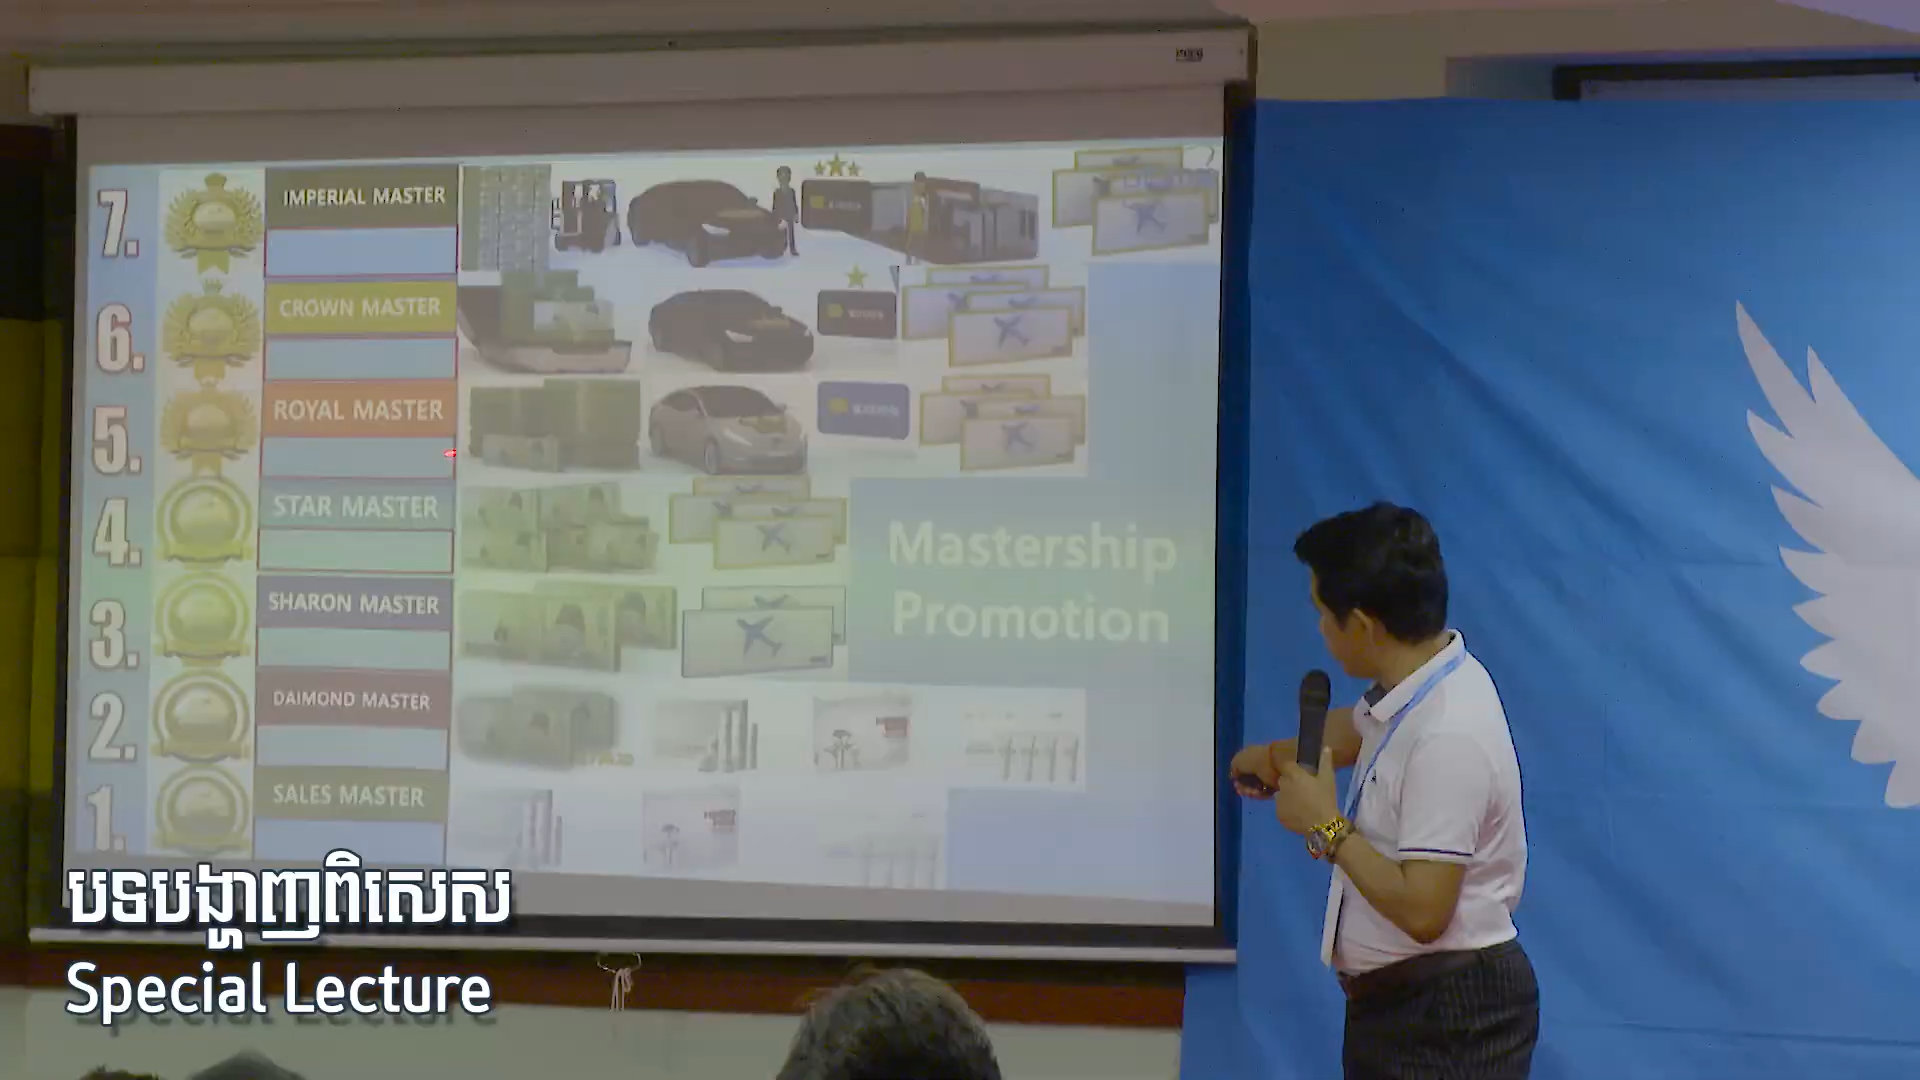 7.
IMPERIAL MASTER
6.
CROWN MASTER
5.
ROYAL MASTER
4.
STAR MASTER
3.
SHARON MASTER
2.
DAIMOND MASTER
1.
SALES MASTER
Mastership
Promotion
បទបង្ហាញពិសេស
Special Lecture